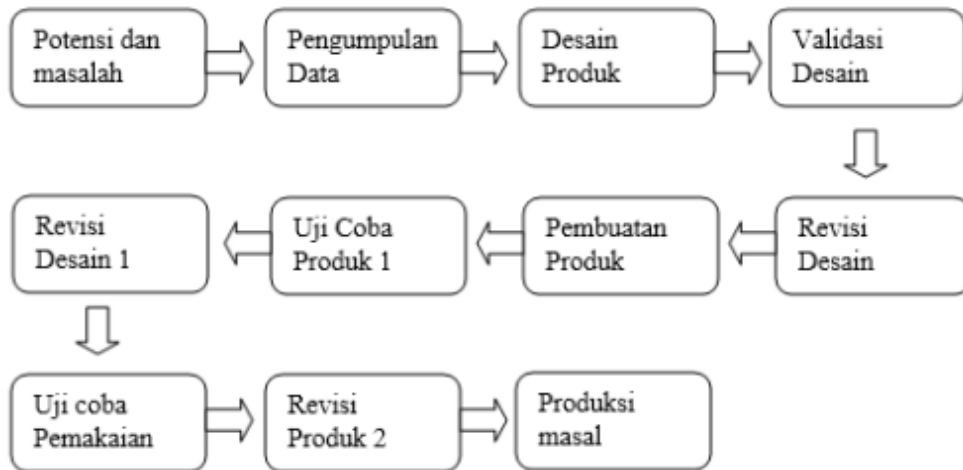 Potensi dan
masalah
Pengumpulan
Data
Desain
Produk
Validasi
Desain
Revisi
Desain
Pembuatan
Produk
Uji Coba
Produk 1
Revisi
Desain 1
Uji coba
Pemakaian
Revisi
Produk 2
Produksi
masal